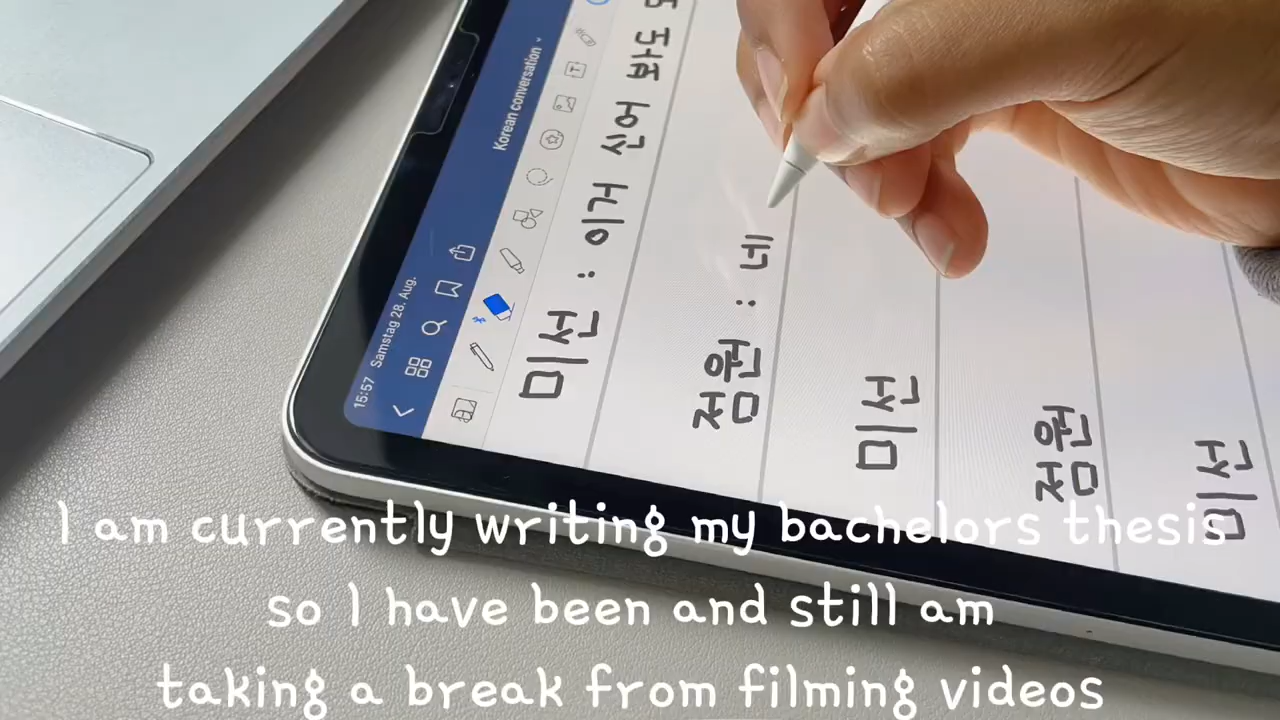 15:57 Samstag 28. Aug.
Korean conversation
미선 : 이거 신어 봐도
점원 : 네
미선
점원
미선
I am currently writing my bachelors thesis
so I have been and still am
taking a break from filming videos